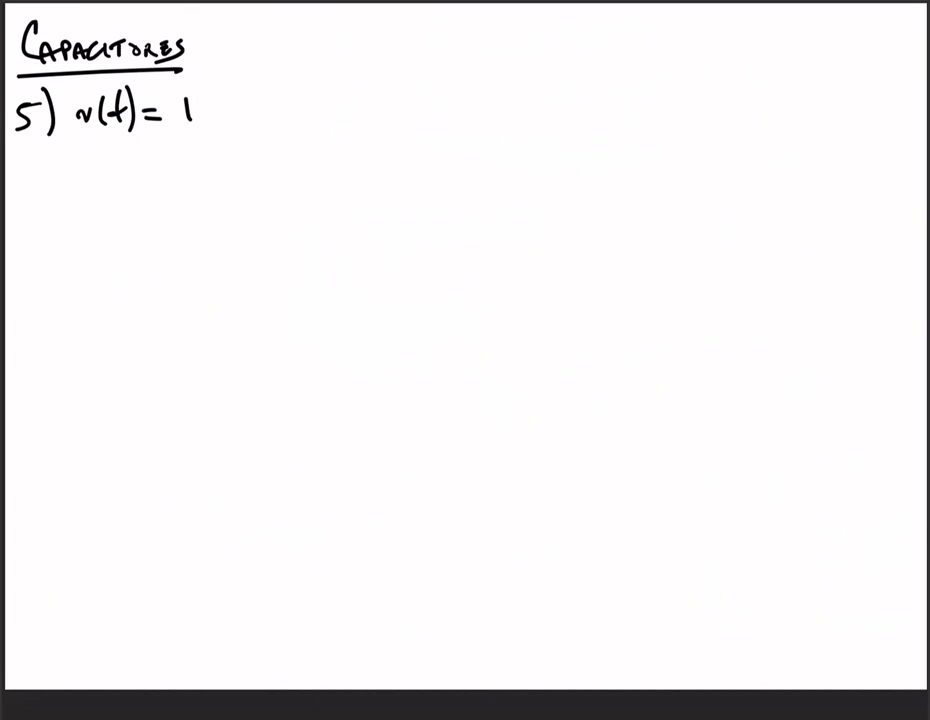 CAPACITORES
5) v(t) = 1